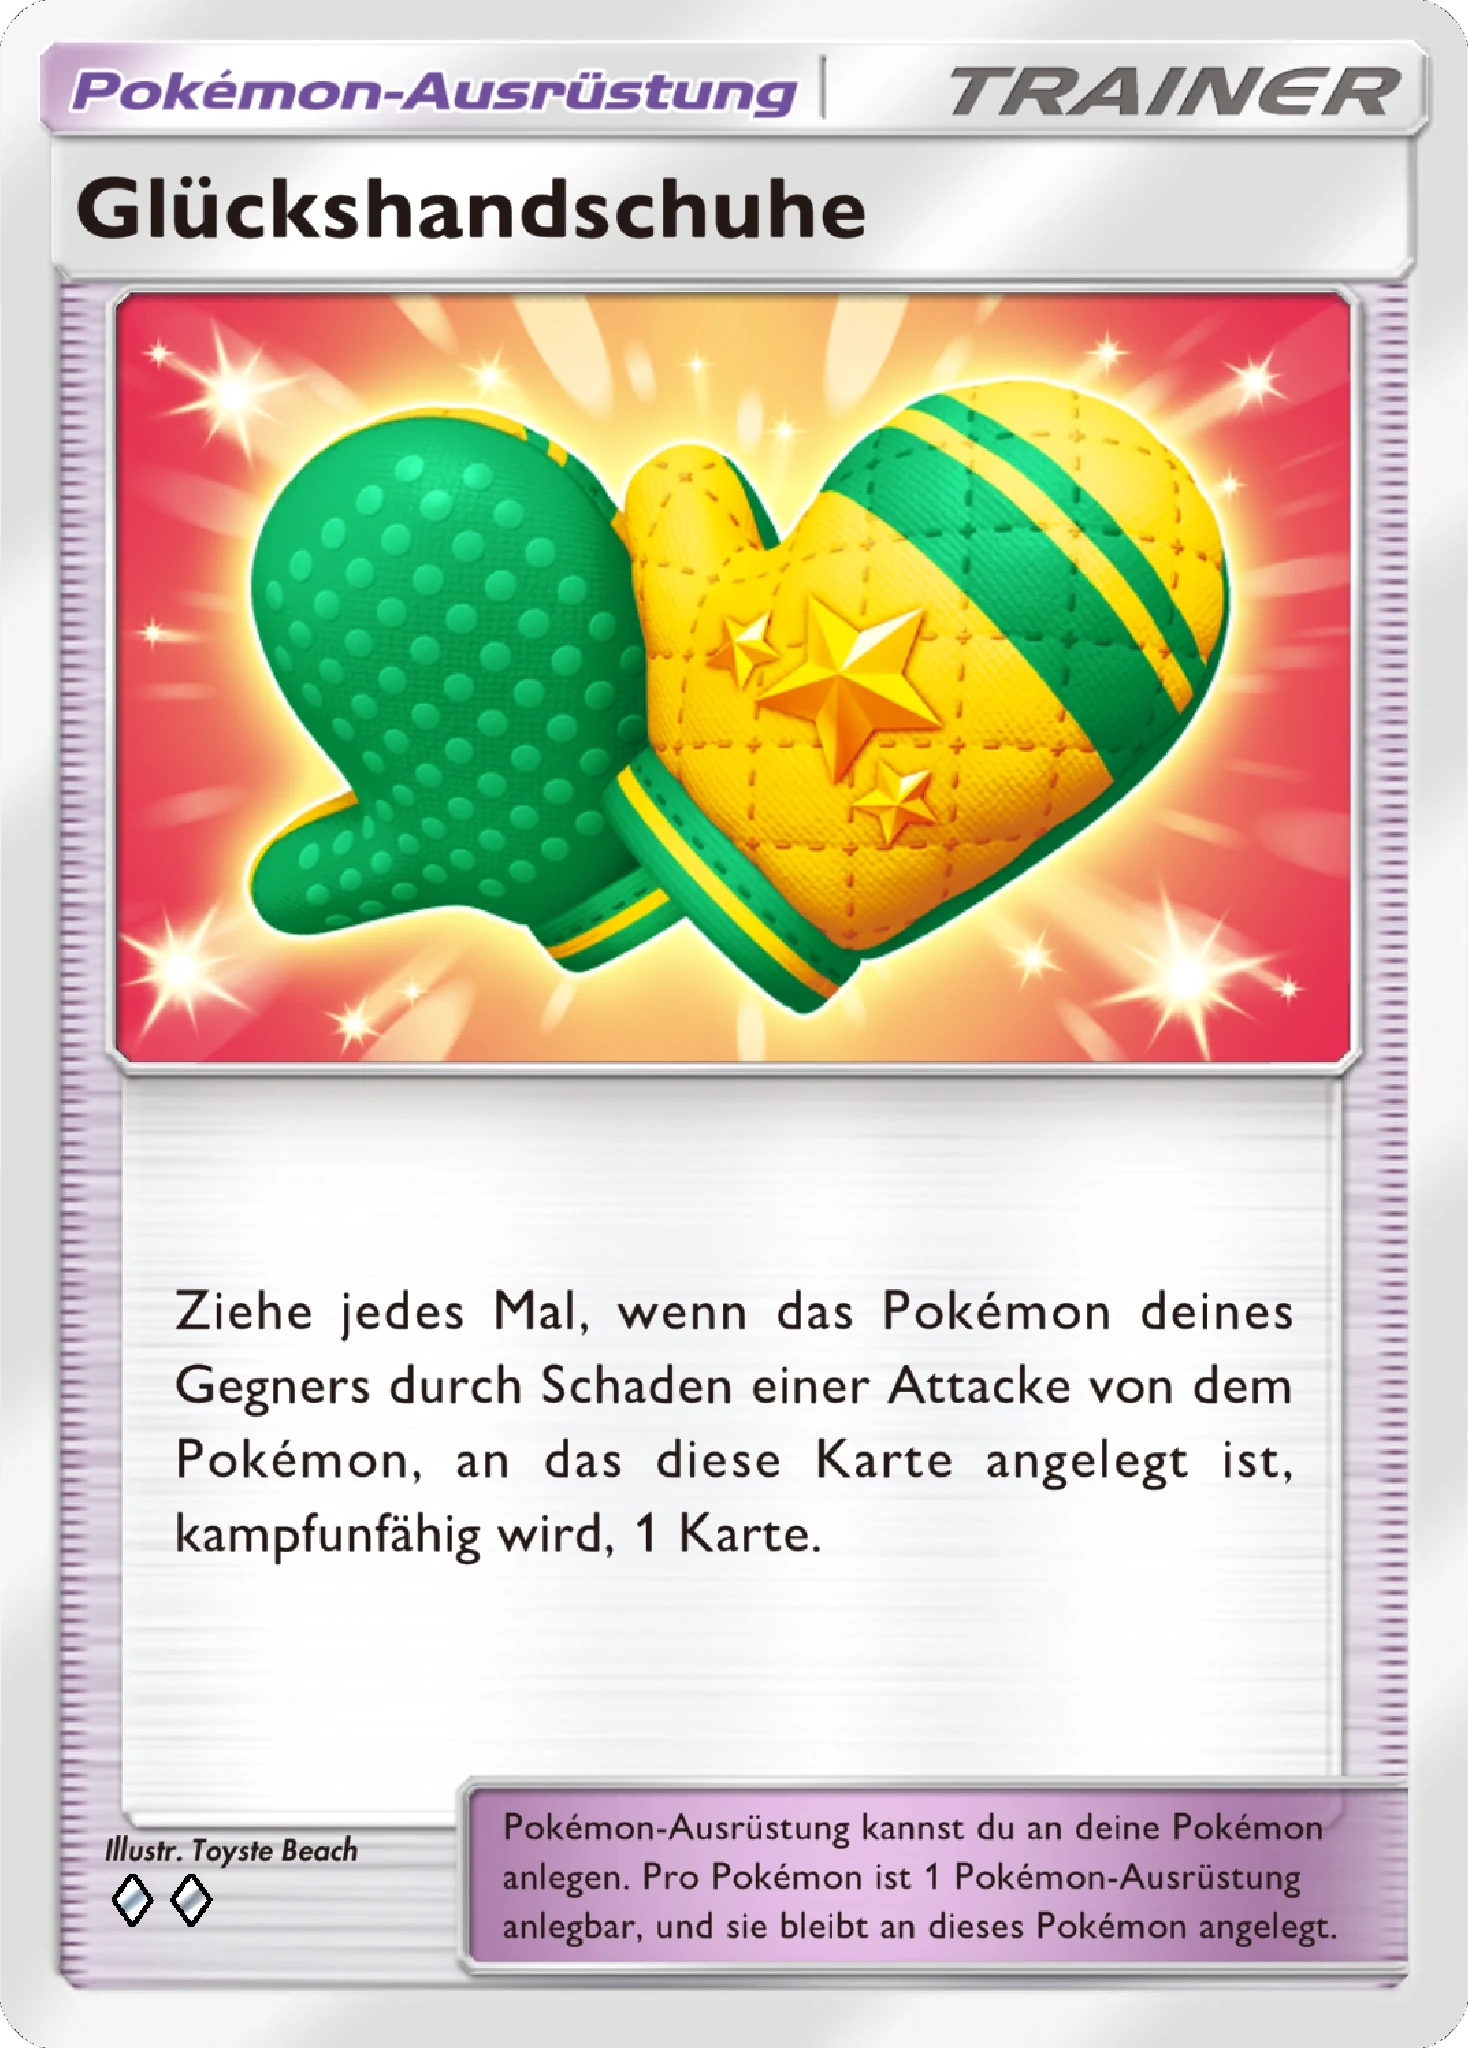 Pokémon-Ausrüstung
TRAINER
Glückshandschuhe
Ziehe jedes Mal, wenn das Pokémon deines
Gegners durch Schaden einer Attacke von dem
Pokémon, an das diese Karte angelegt ist,
kampfunfähig wird, 1 Karte.
Illustr. Toyste Beach
Pokémon-Ausrüstung kannst du an deine Pokémon
anlegen. Pro Pokémon ist 1 Pokémon-Ausrüstung
anlegbar, und sie bleibt an dieses Pokémon angelegt.